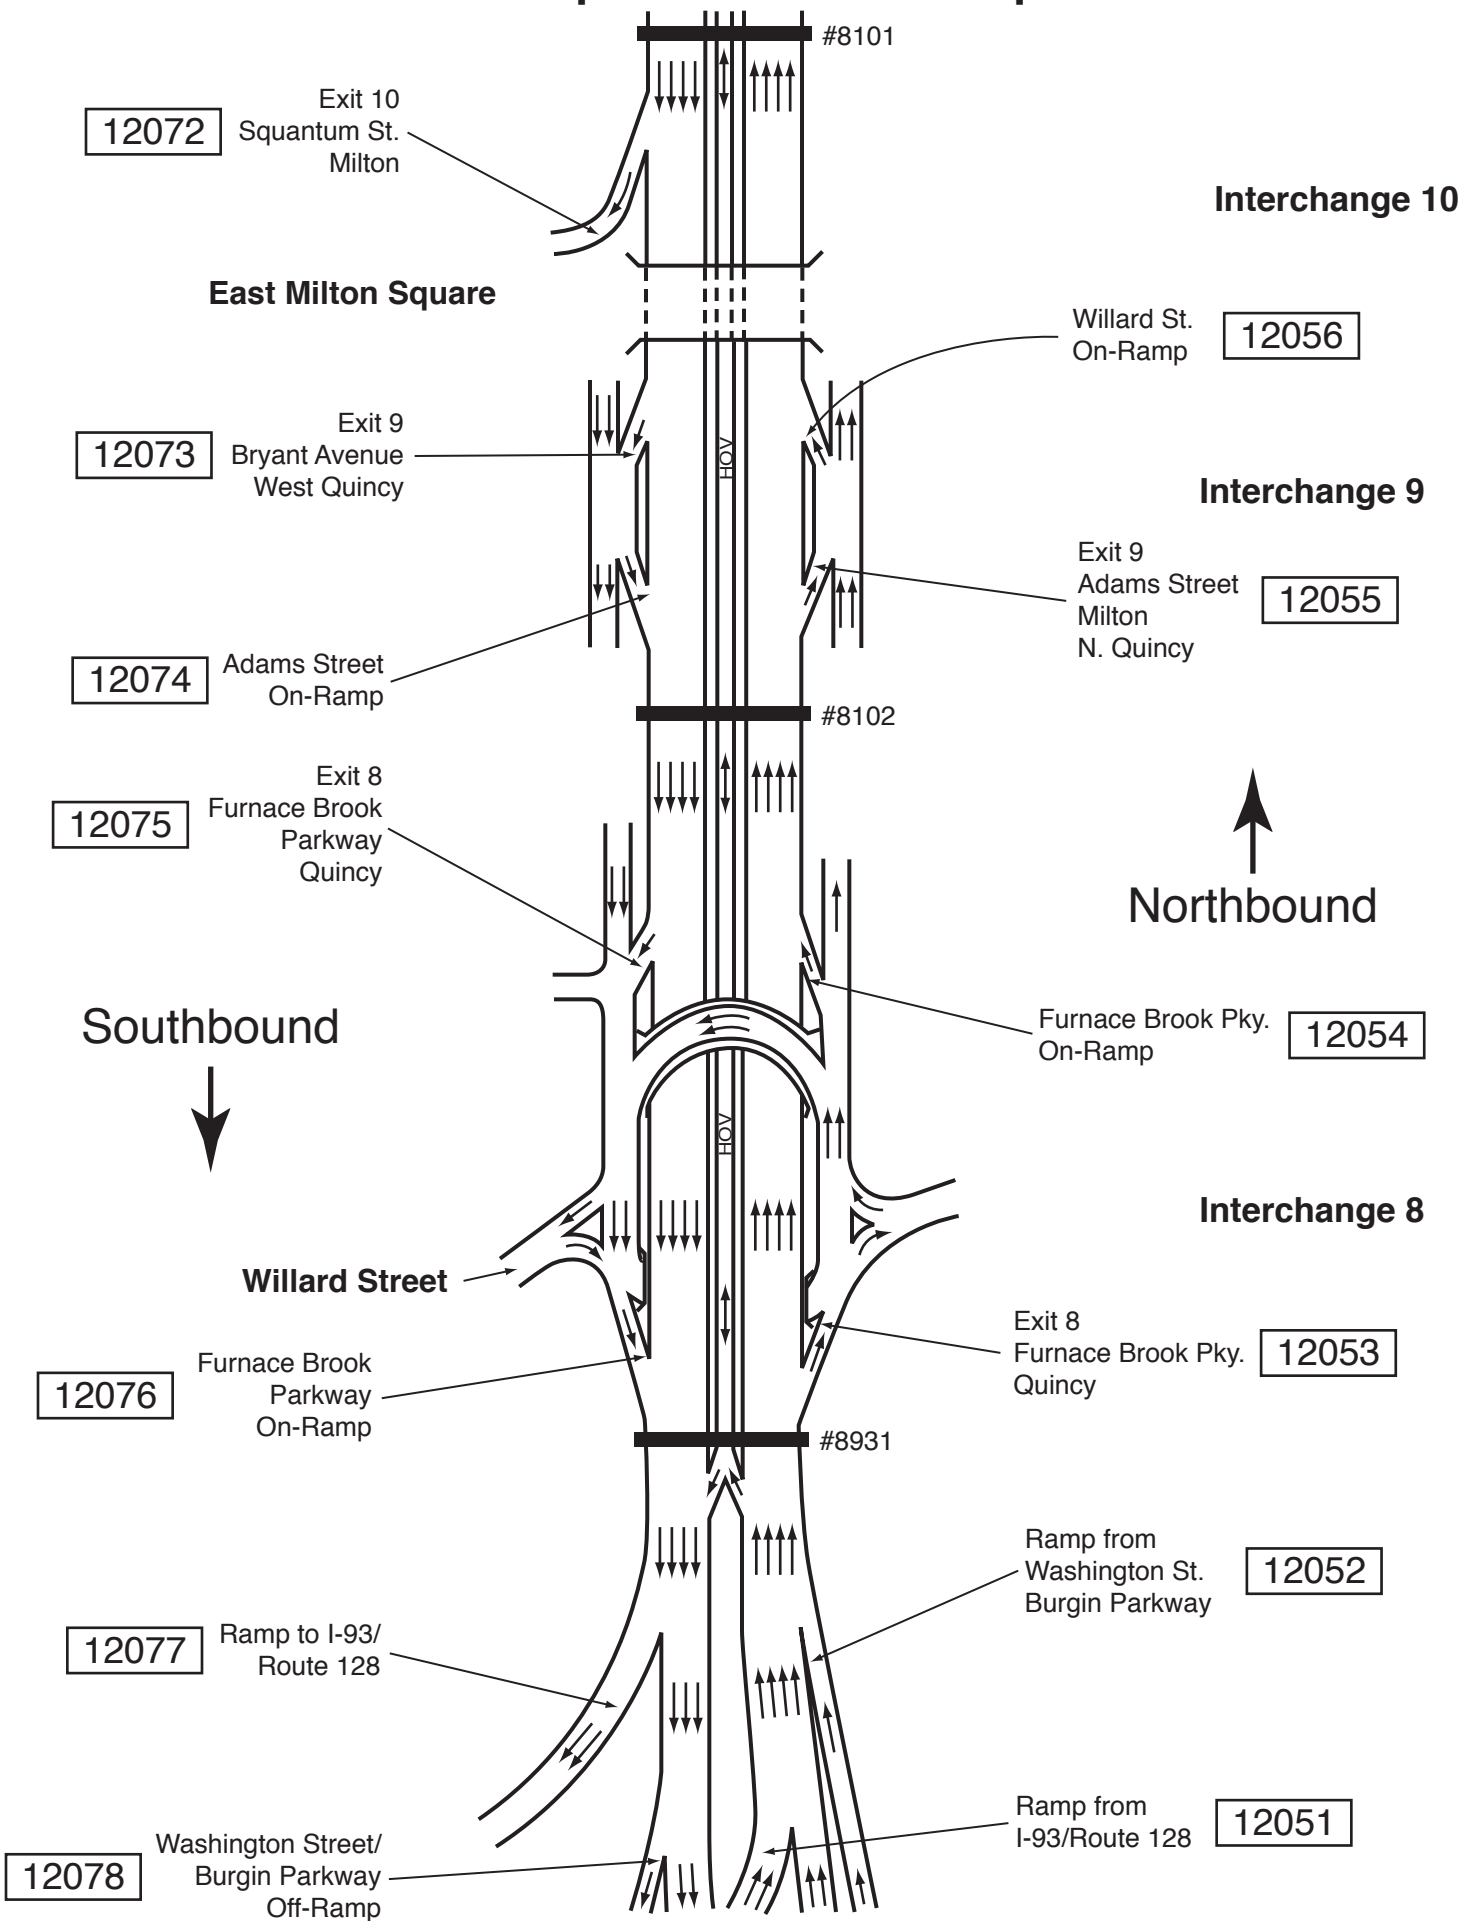 #8101
Exit 10
Squantum St.
Milton
12072
Interchange 10
East Milton Square
Willard St.
On-Ramp
12056
Exit 9
Bryant Avenue
West Quincy
12073
HOV
Interchange 9
Exit 9
Adams Street
Milton
N. Quincy
12055
Adams Street
On-Ramp
12074
#8102
Exit 8
Furnace Brook
Parkway
Quincy
12075
Northbound
Southbound
Furnace Brook Pky.
On-Ramp
12054
HOV
Interchange 8
Willard Street
Exit 8
Furnace Brook Pky.
Quincy
12053
Furnace Brook
Parkway
On-Ramp
12076
#8931
Ramp from
Washington St.
Burgin Parkway
12052
Ramp to I-93/
Route 128
12077
Ramp from
I-93/Route 128
12051
Washington Street/
Burgin Parkway
Off-Ramp
12078